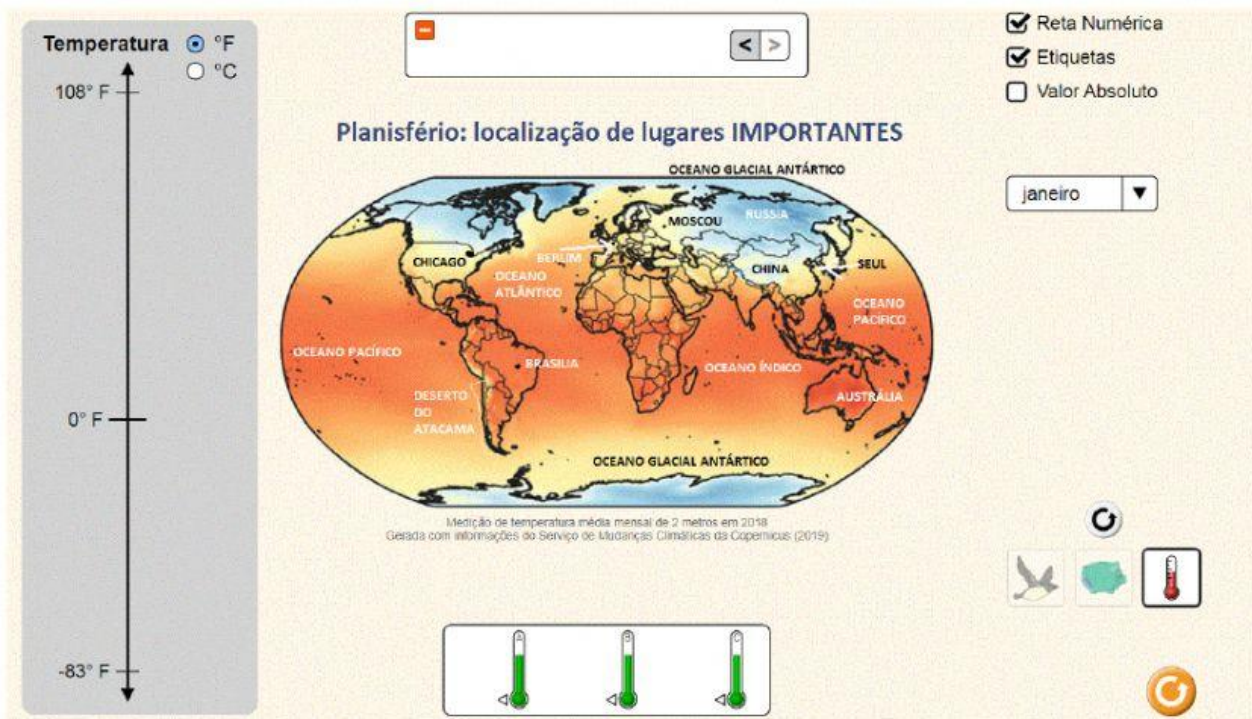 Temperatura
°F
°C
108° F
0° F
-83° F
<
>
Reta Numérica
Etiquetas
Valor Absoluto
janeiro
Planisfério: localização de lugares IMPORTANTES
OCEANO GLACIAL ANTÁRTICO
MOSCOU
RUSSIA
CHICAGO
BERLIM
CHINA
SEUL
OCEANO
ATLÂNTICO
OCEANO
PACÍFICO
OCEANO PACÍFICO
BRASILIA
OCEANO ÍNDICO
DESERTO
DO
ATACAMA
AUSTRÁLIA
OCEANO GLACIAL ANTÁRTICO
Medição de temperatura média mensal de 2 metros em 2018
Gerada com informações do Serviço de Mudanças Climáticas da Copernicus (2019)
A
B
C